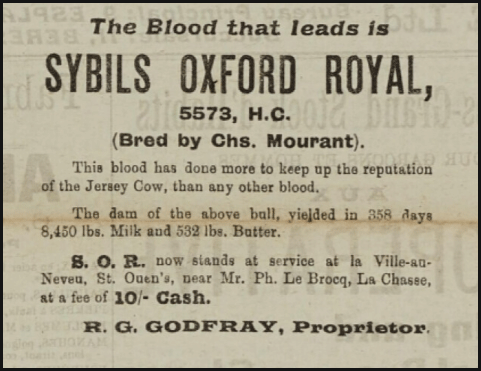 The Blood that leads is
SYBILS OXFORD ROYAL,
5573, H.C.
(Bred by Chs. Mourant).
This blood has done more to keep up the reputation
of the Jersey Cow, than any other blood.
The dam of the above bull, yielded in 358 days
8,450 lbs. Milk and 532 lbs. Butter.
S. O. R. now stands at service at la Ville-au-
Neveu, St. Ouen's, near Mr. Ph. Le Brocq, La Chasee,
at a fee of 10/- Cash.
R. G. GODFRAY, Proprietor.